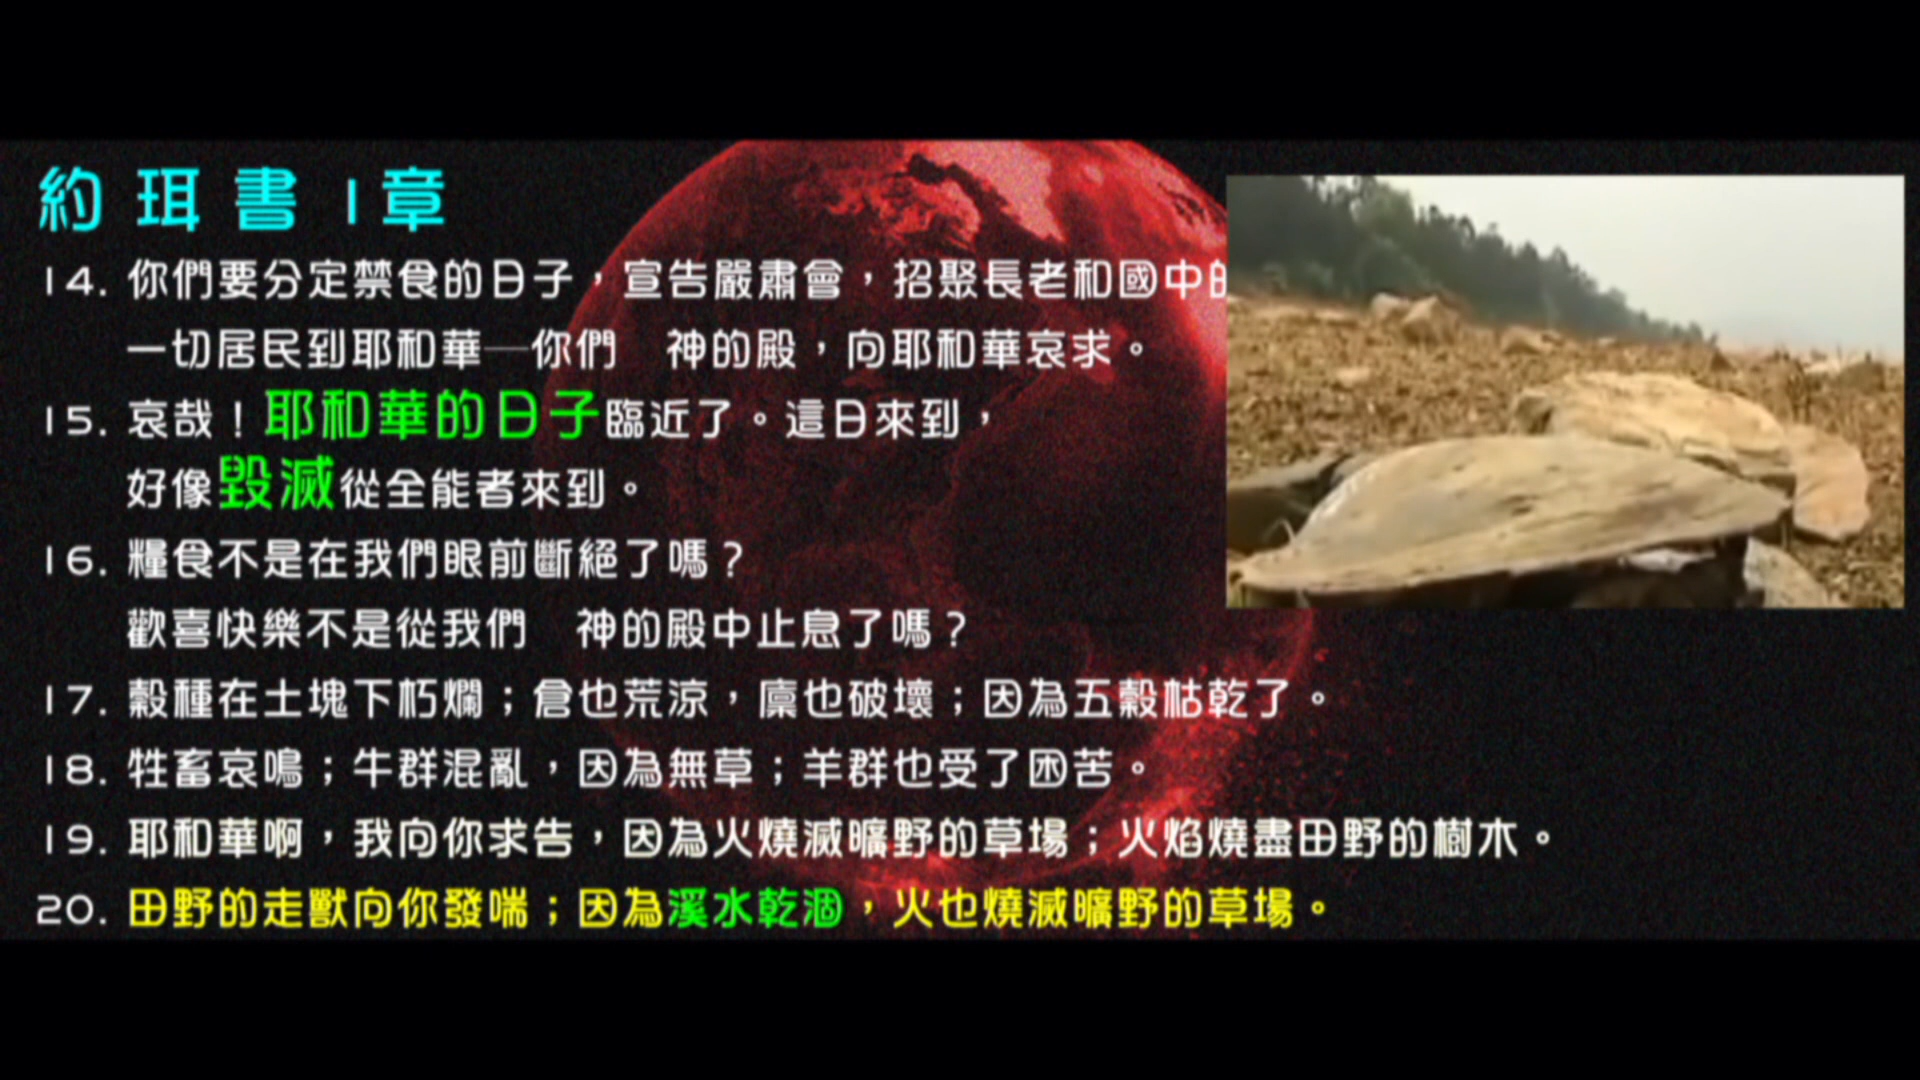 約珥書1章
14. 你們要分定禁食的日子，宣告嚴肅會，招聚長老和國中的
一切居民到耶和華─你們　神的殿，向耶和華哀求。
15. 哀哉！耶和華的日子臨近了。這日來到，
好像毀滅從全能者來到。
16. 糧食不是在我們眼前斷絕了嗎？
歡喜快樂不是從我們　神的殿中止息了嗎？
17. 穀種在土塊下朽爛；倉也荒涼，廩也破壞；因為五穀枯乾了。
18. 牲畜哀鳴；牛群混亂，因為無草；羊群也受了困苦。
19. 耶和華啊，我向你求告，因為火燒滅曠野的草場；火焰燒盡田野的樹木。
20. 田野的走獸向你發喘；因為溪水乾涸，火也燒滅曠野的草場。